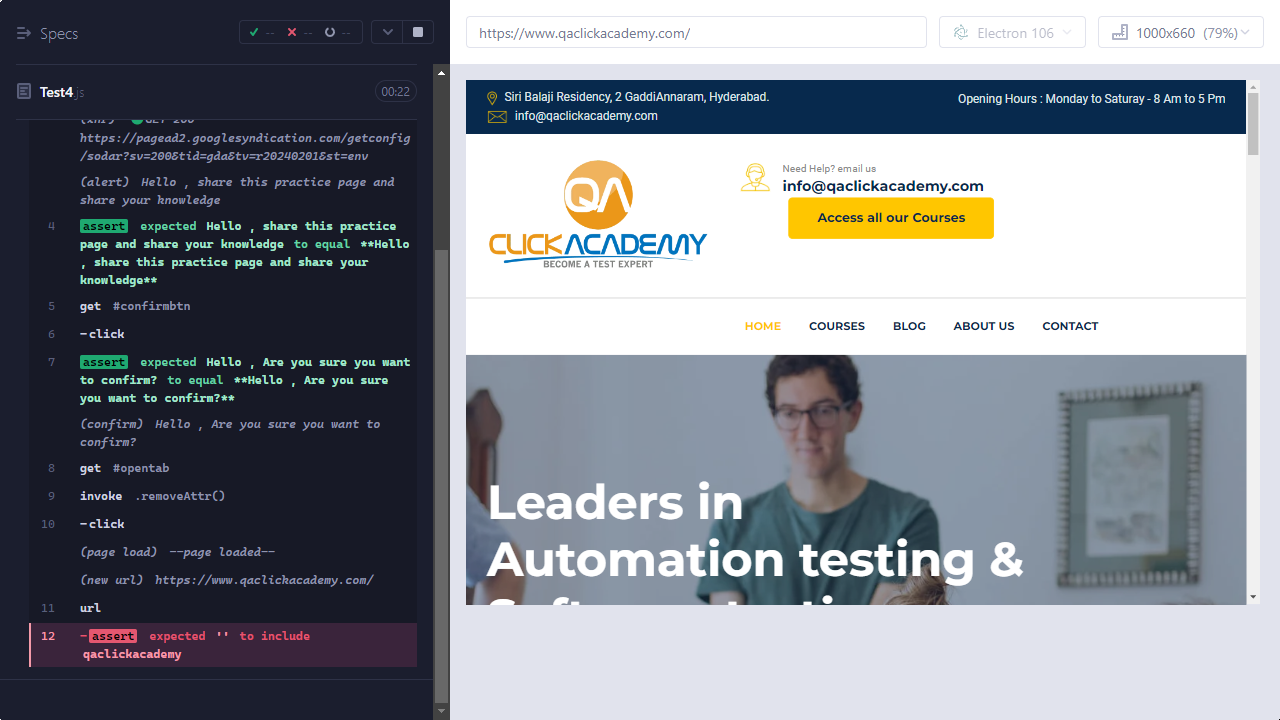 Specs
--
--
--
Test4.js
00:22
(xhr) GET 200
https://pagead2.googlesyndication.com/getconfig
/sodar?sv=200&tid=gda&tv=r20240201&st=env
(alert) Hello , share this practice page and
share your knowledge
4 assert expected Hello , share this practice
page and share your knowledge to equal **Hello
, share this practice page and share your
knowledge**
5 get #confirmbtn
6 -click
7 assert expected Hello , Are you sure you want
to confirm? to equal **Hello , Are you sure
you want to confirm?**
(confirm) Hello , Are you sure you want to
confirm?
8 get #opentab
9 invoke .removeAttr()
10 -click
(page load) --page loaded--
(new url) https://www.qaclickacademy.com/
11 url
12 -assert expected '' to include
qaclickacademy
https://www.qaclickacademy.com/
Electron 106
1000x660 (79%)
Siri Balaji Residency, 2 GaddiAnnaram, Hyderabad.
info@qaclickacademy.com
Opening Hours : Monday to Saturay - 8 Am to 5 Pm
QA
CLICKACADEMY
BECOME A TEST EXPERT
Need Help? email us
info@qaclickacademy.com
Access all our Courses
HOME
COURSES
BLOG
ABOUT US
CONTACT
Leaders in
Automation testing &